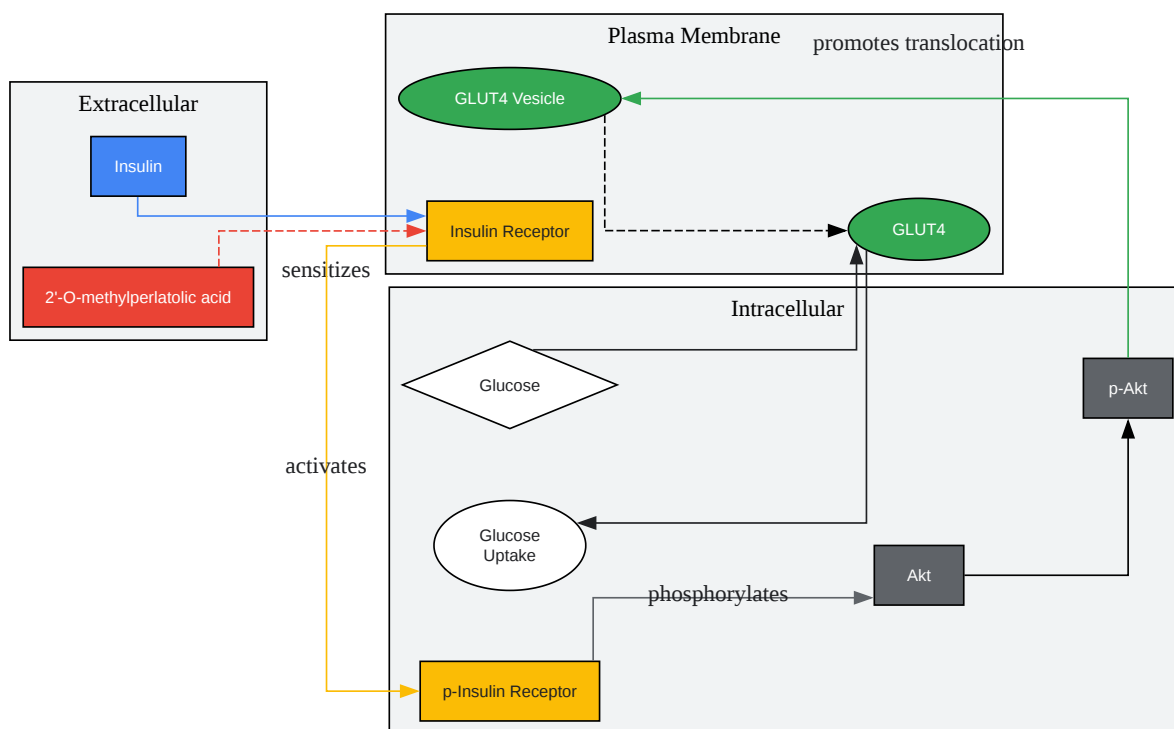 Plasma Membrane
promotes translocation
GLUT4 Vesicle
Extracellular
Insulin
Insulin Receptor
GLUT4
sensitizes
2'-O-methylperlatolic acid
Intracellular
Glucose
p-Akt
activates
Glucose
Uptake
Akt
phosphorylates
p-Insulin Receptor